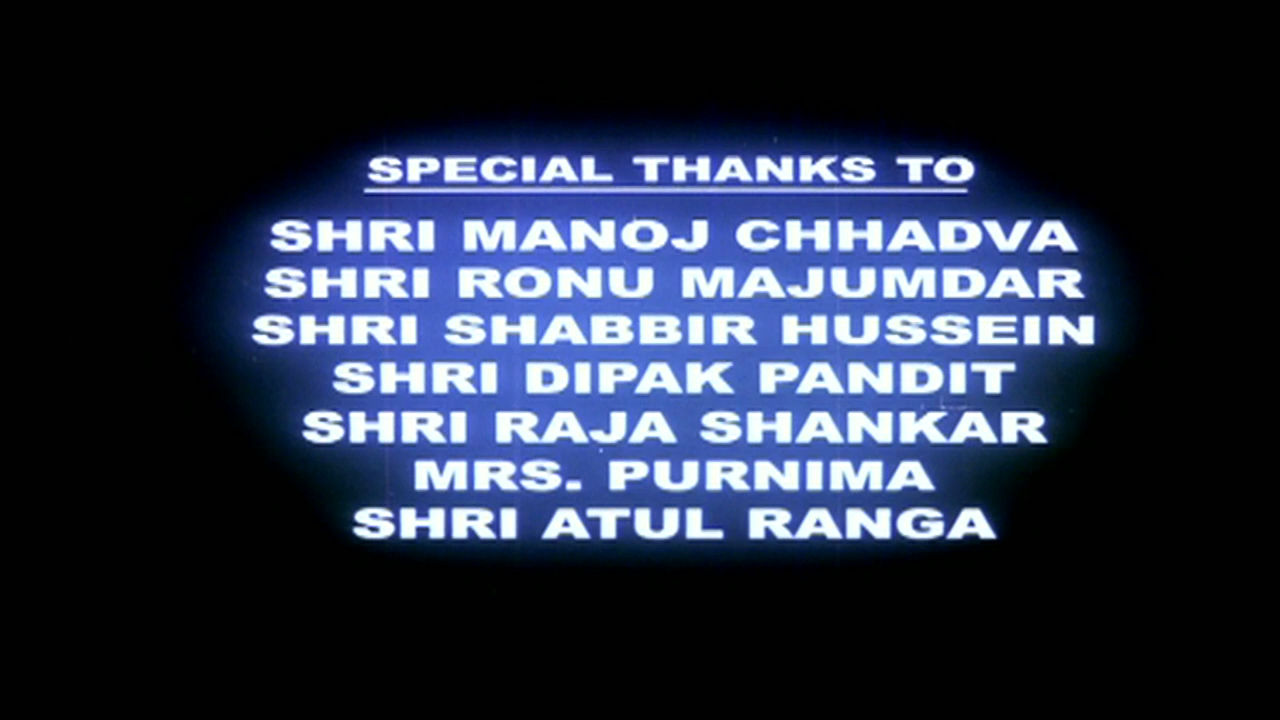 SPECIAL THANKS TO
SHRI MANOJ CHHADVA
SHRI RONU MAJUMDAR
SHRI SHABBIR HUSSEIN
SHRI DIPAK PANDIT
SHRI RAJA SHANKAR
MRS. PURNIMA
SHRI ATUL RANGA